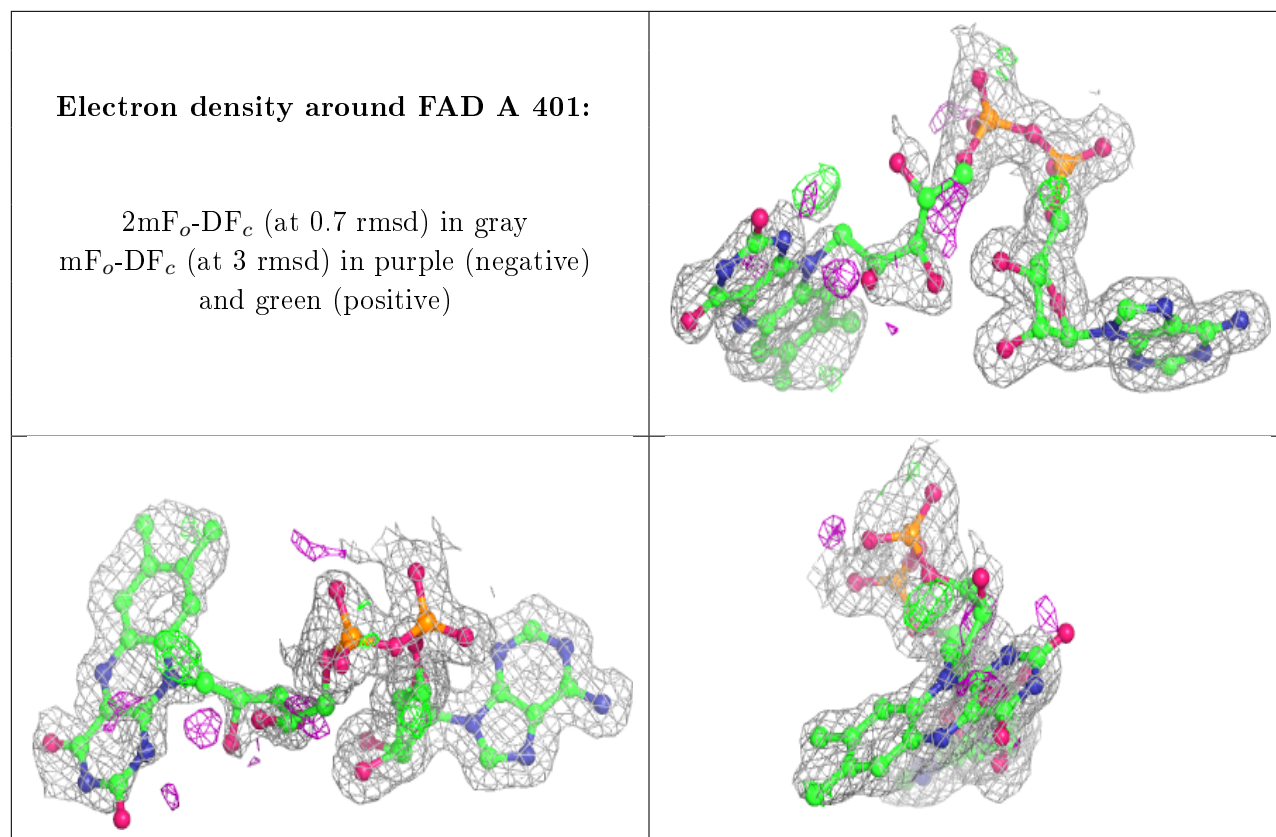 Electron density around FAD A 401:
2mFₒ-DF𝒸 (at 0.7 rmsd) in gray
mFₒ-DF𝒸 (at 3 rmsd) in purple (negative)
and green (positive)